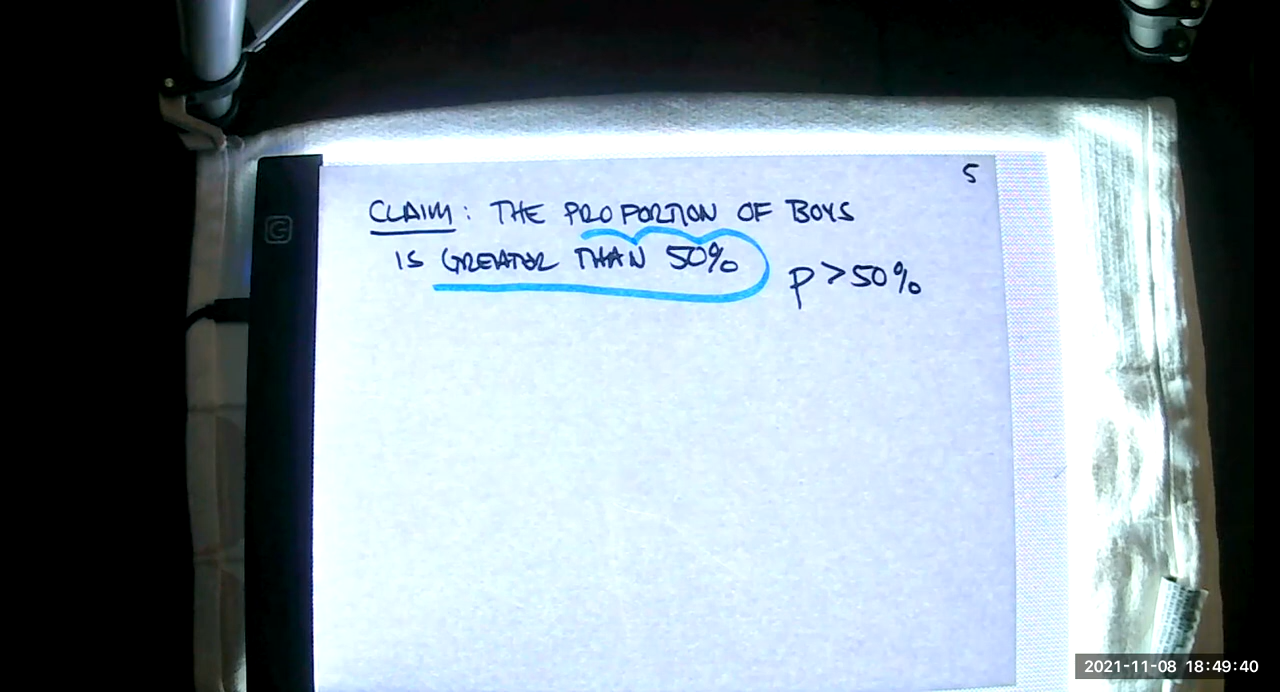 5
CLAIM: THE PROPORTION OF BOYS
IS GREATER THAN 50%
p > 50%
2021-11-08 18:49:40